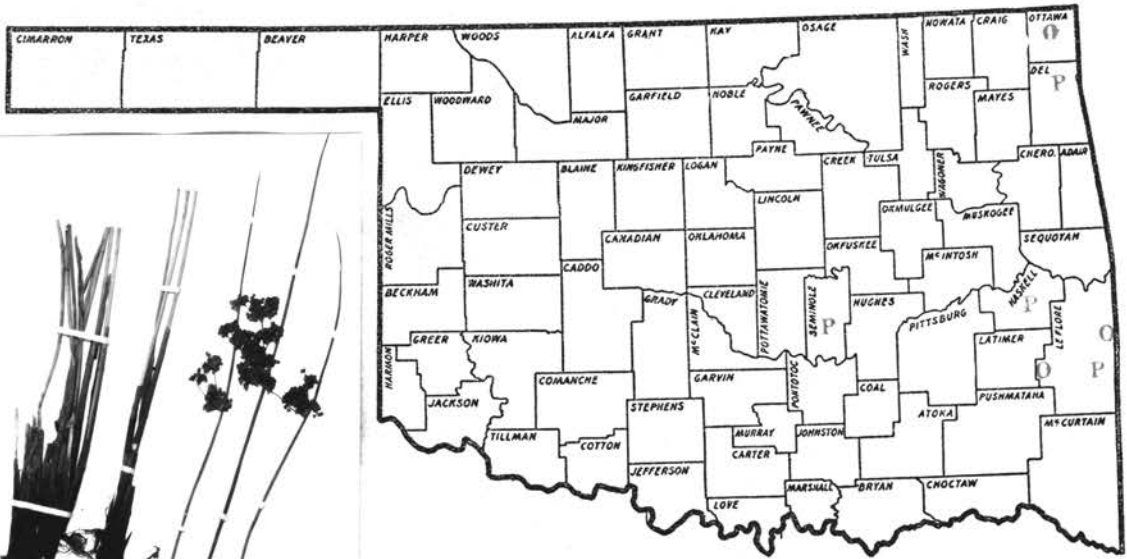 CIMARRON TEXAS BEAVER HARPER WOODS ALFALFA GRANT KAY OSAGE WASH NOWATA CRAIG OTTAWA
O
DEL
P
ELLIS WOODWARD MAJOR GARFIELD NOBLE PAWNEE ROGERS MAYES
DEWEY BLAINE KINGFISHER LOGAN PAYNE CREEK TULSA WAGONER CHERO. ADAIR
ROGER MILLS CUSTER CANADIAN OKLAHOMA LINCOLN OKMULGEE MUSKOGEE
OKFUSKEE McINTOSH SEQUOYAH
BECKHAM WASHITA CADDO GRADY McCLAIN CLEVELAND POTTAWATOMIE SEMINOLE HUGHES PITTSBURG HASKELL LEFLORE
P P O
HARMON GREER KIOWA LATIMER
O P
JACKSON COMANCHE GARVIN PONTOTOC COAL PUSHMATAHA
TILLMAN COTTON STEPHENS MURRAY JOHNSTON ATOKA McCURTAIN
CARTER
JEFFERSON LOVE MARSHALL BRYAN CHOCTAW